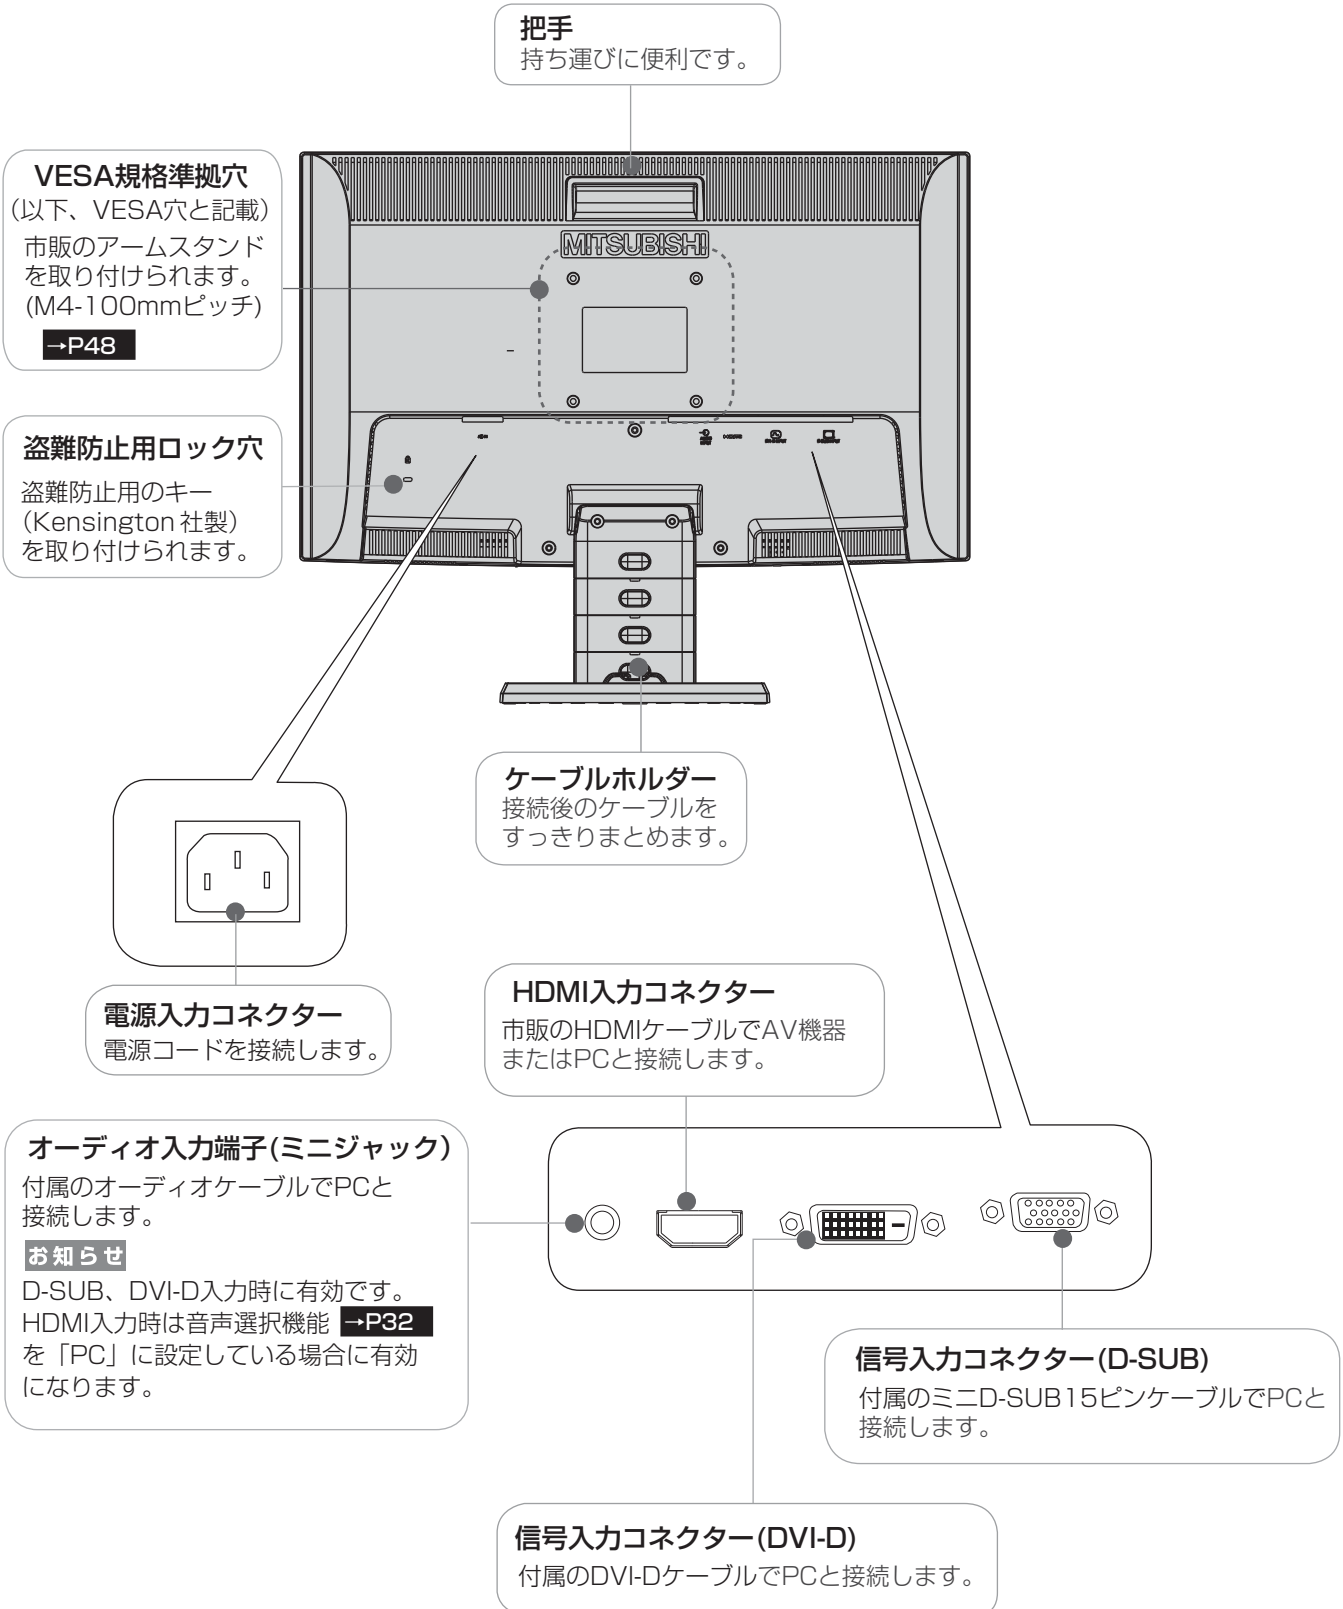 把手
持ち運びに便利です。
VESA規格準拠穴
(以下、VESA穴と記載)
市販のアームスタンド
を取り付けられます。
(M4-100mmピッチ)
→P48
MITSUBISHI
盗難防止用ロック穴
盗難防止用のキー
(Kensington 社製)
を取り付けられます。
ケーブルホルダー
接続後のケーブルを
すっきりまとめます。
電源入力コネクター
電源コードを接続します。
HDMI入力コネクター
市販のHDMIケーブルでAV機器
またはPCと接続します。
オーディオ入力端子(ミニジャック)
付属のオーディオケーブルでPCと
接続します。
お知らせ
D-SUB、DVI-D入力時に有効です。
HDMI入力時は音声選択機能 →P32
を「PC」に設定している場合に有効
になります。
信号入力コネクター(D-SUB)
付属のミニD-SUB15ピンケーブルでPCと
接続します。
信号入力コネクター(DVI-D)
付属のDVI-DケーブルでPCと接続します。